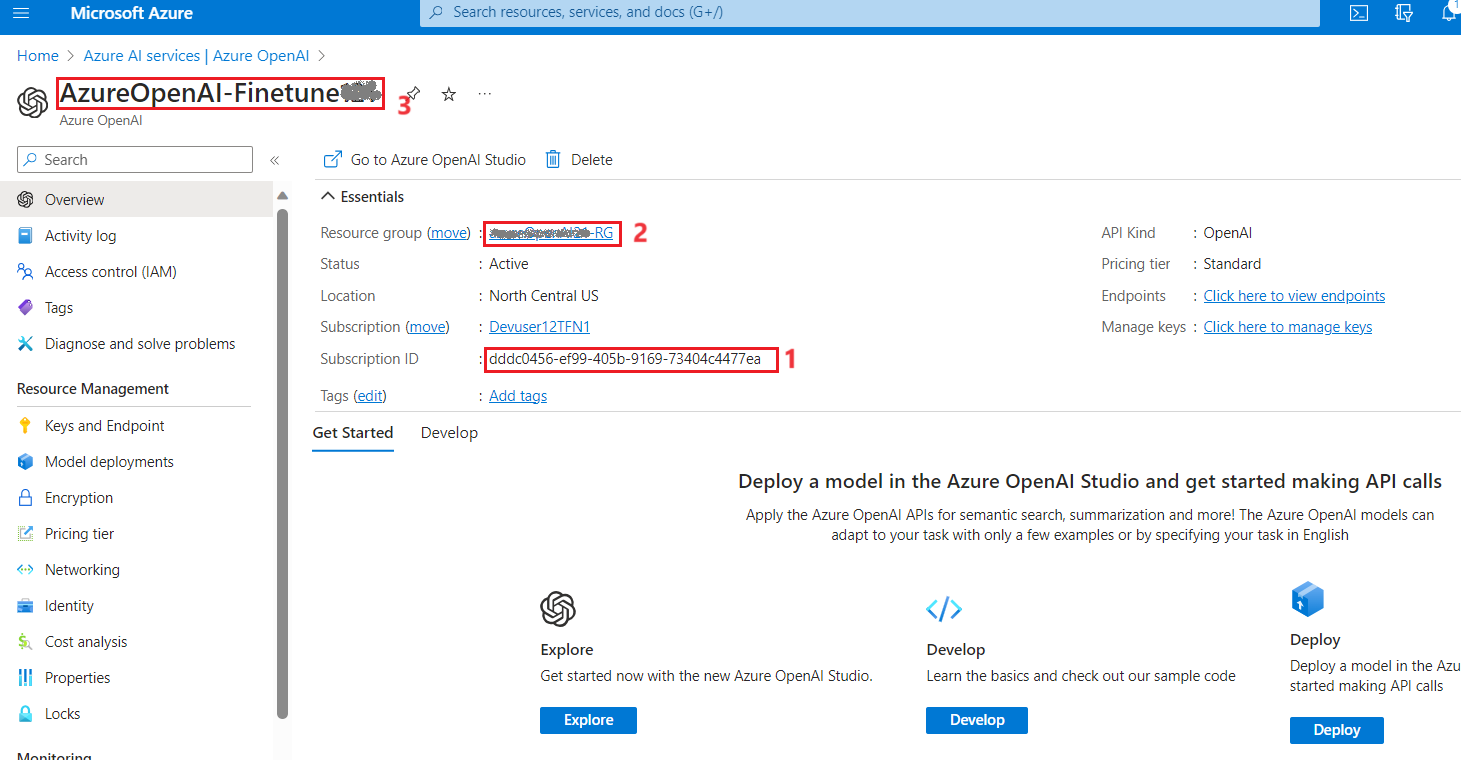 Microsoft Azure
Search resources, services, and docs (G+/)
1
Home > Azure AI services | Azure OpenAI >
AzureOpenAI-Finetune
3
Azure OpenAI
Search
«
Go to Azure OpenAI Studio
Delete
Overview
Activity log
Access control (IAM)
Tags
Diagnose and solve problems
Resource Management
Keys and Endpoint
Model deployments
Encryption
Pricing tier
Networking
Identity
Cost analysis
Properties
Locks
Monitoring
Essentials
Resource group (move) : -RG 2
Status : Active
Location : North Central US
Subscription (move) : Devuser12TFN1
Subscription ID : dddc0456-ef99-405b-9169-73404c4477ea 1
Tags (edit) : Add tags
API Kind : OpenAI
Pricing tier : Standard
Endpoints : Click here to view endpoints
Manage keys : Click here to manage keys
Get Started Develop
Deploy a model in the Azure OpenAI Studio and get started making API calls
Apply the Azure OpenAI APIs for semantic search, summarization and more! The Azure OpenAI models can
adapt to your task with only a few examples or by specifying your task in English
Explore
Get started now with the new Azure OpenAI Studio.
Explore
Develop
Learn the basics and check out our sample code
Develop
Deploy
Deploy a model in the Azu
started making API calls
Deploy